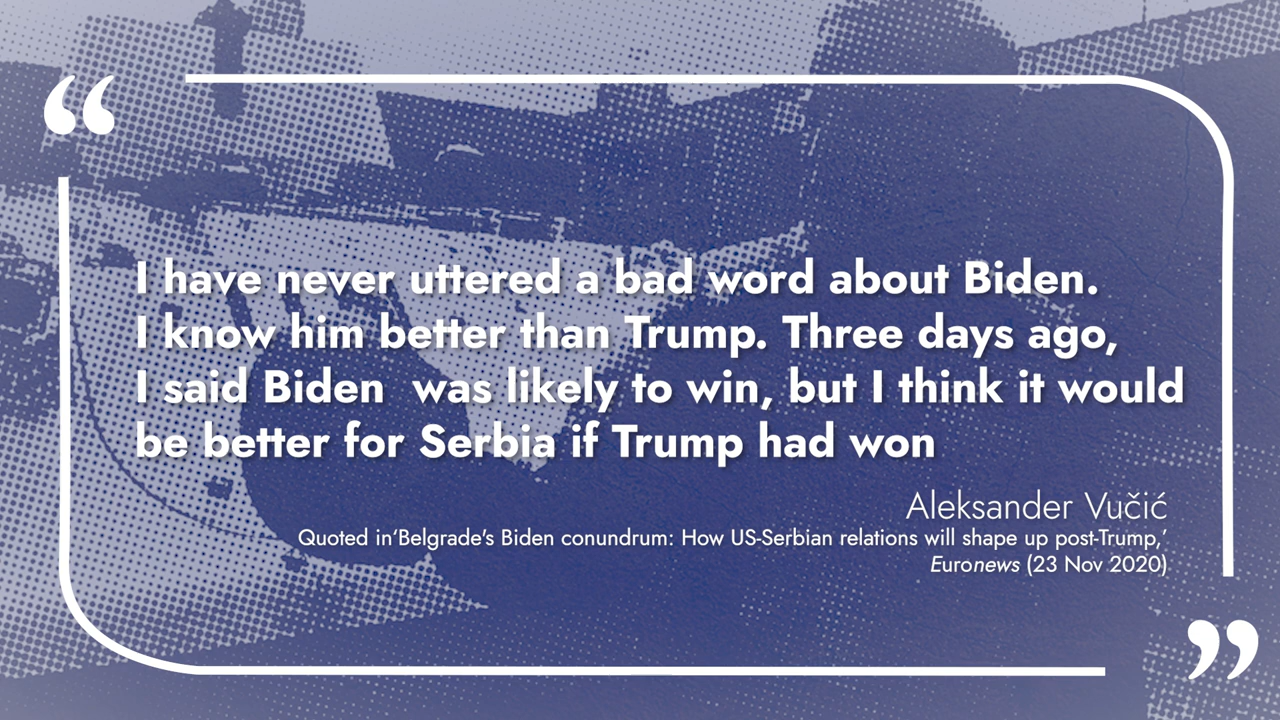 “
I have never uttered a bad word about Biden.
I know him better than Trump. Three days ago,
I said Biden  was likely to win, but I think it would
be better for Serbia if Trump had won
Aleksander Vučić
Quoted in‘Belgrade's Biden conundrum: How US-Serbian relations will shape up post-Trump,’
Euronews (23 Nov 2020)
”